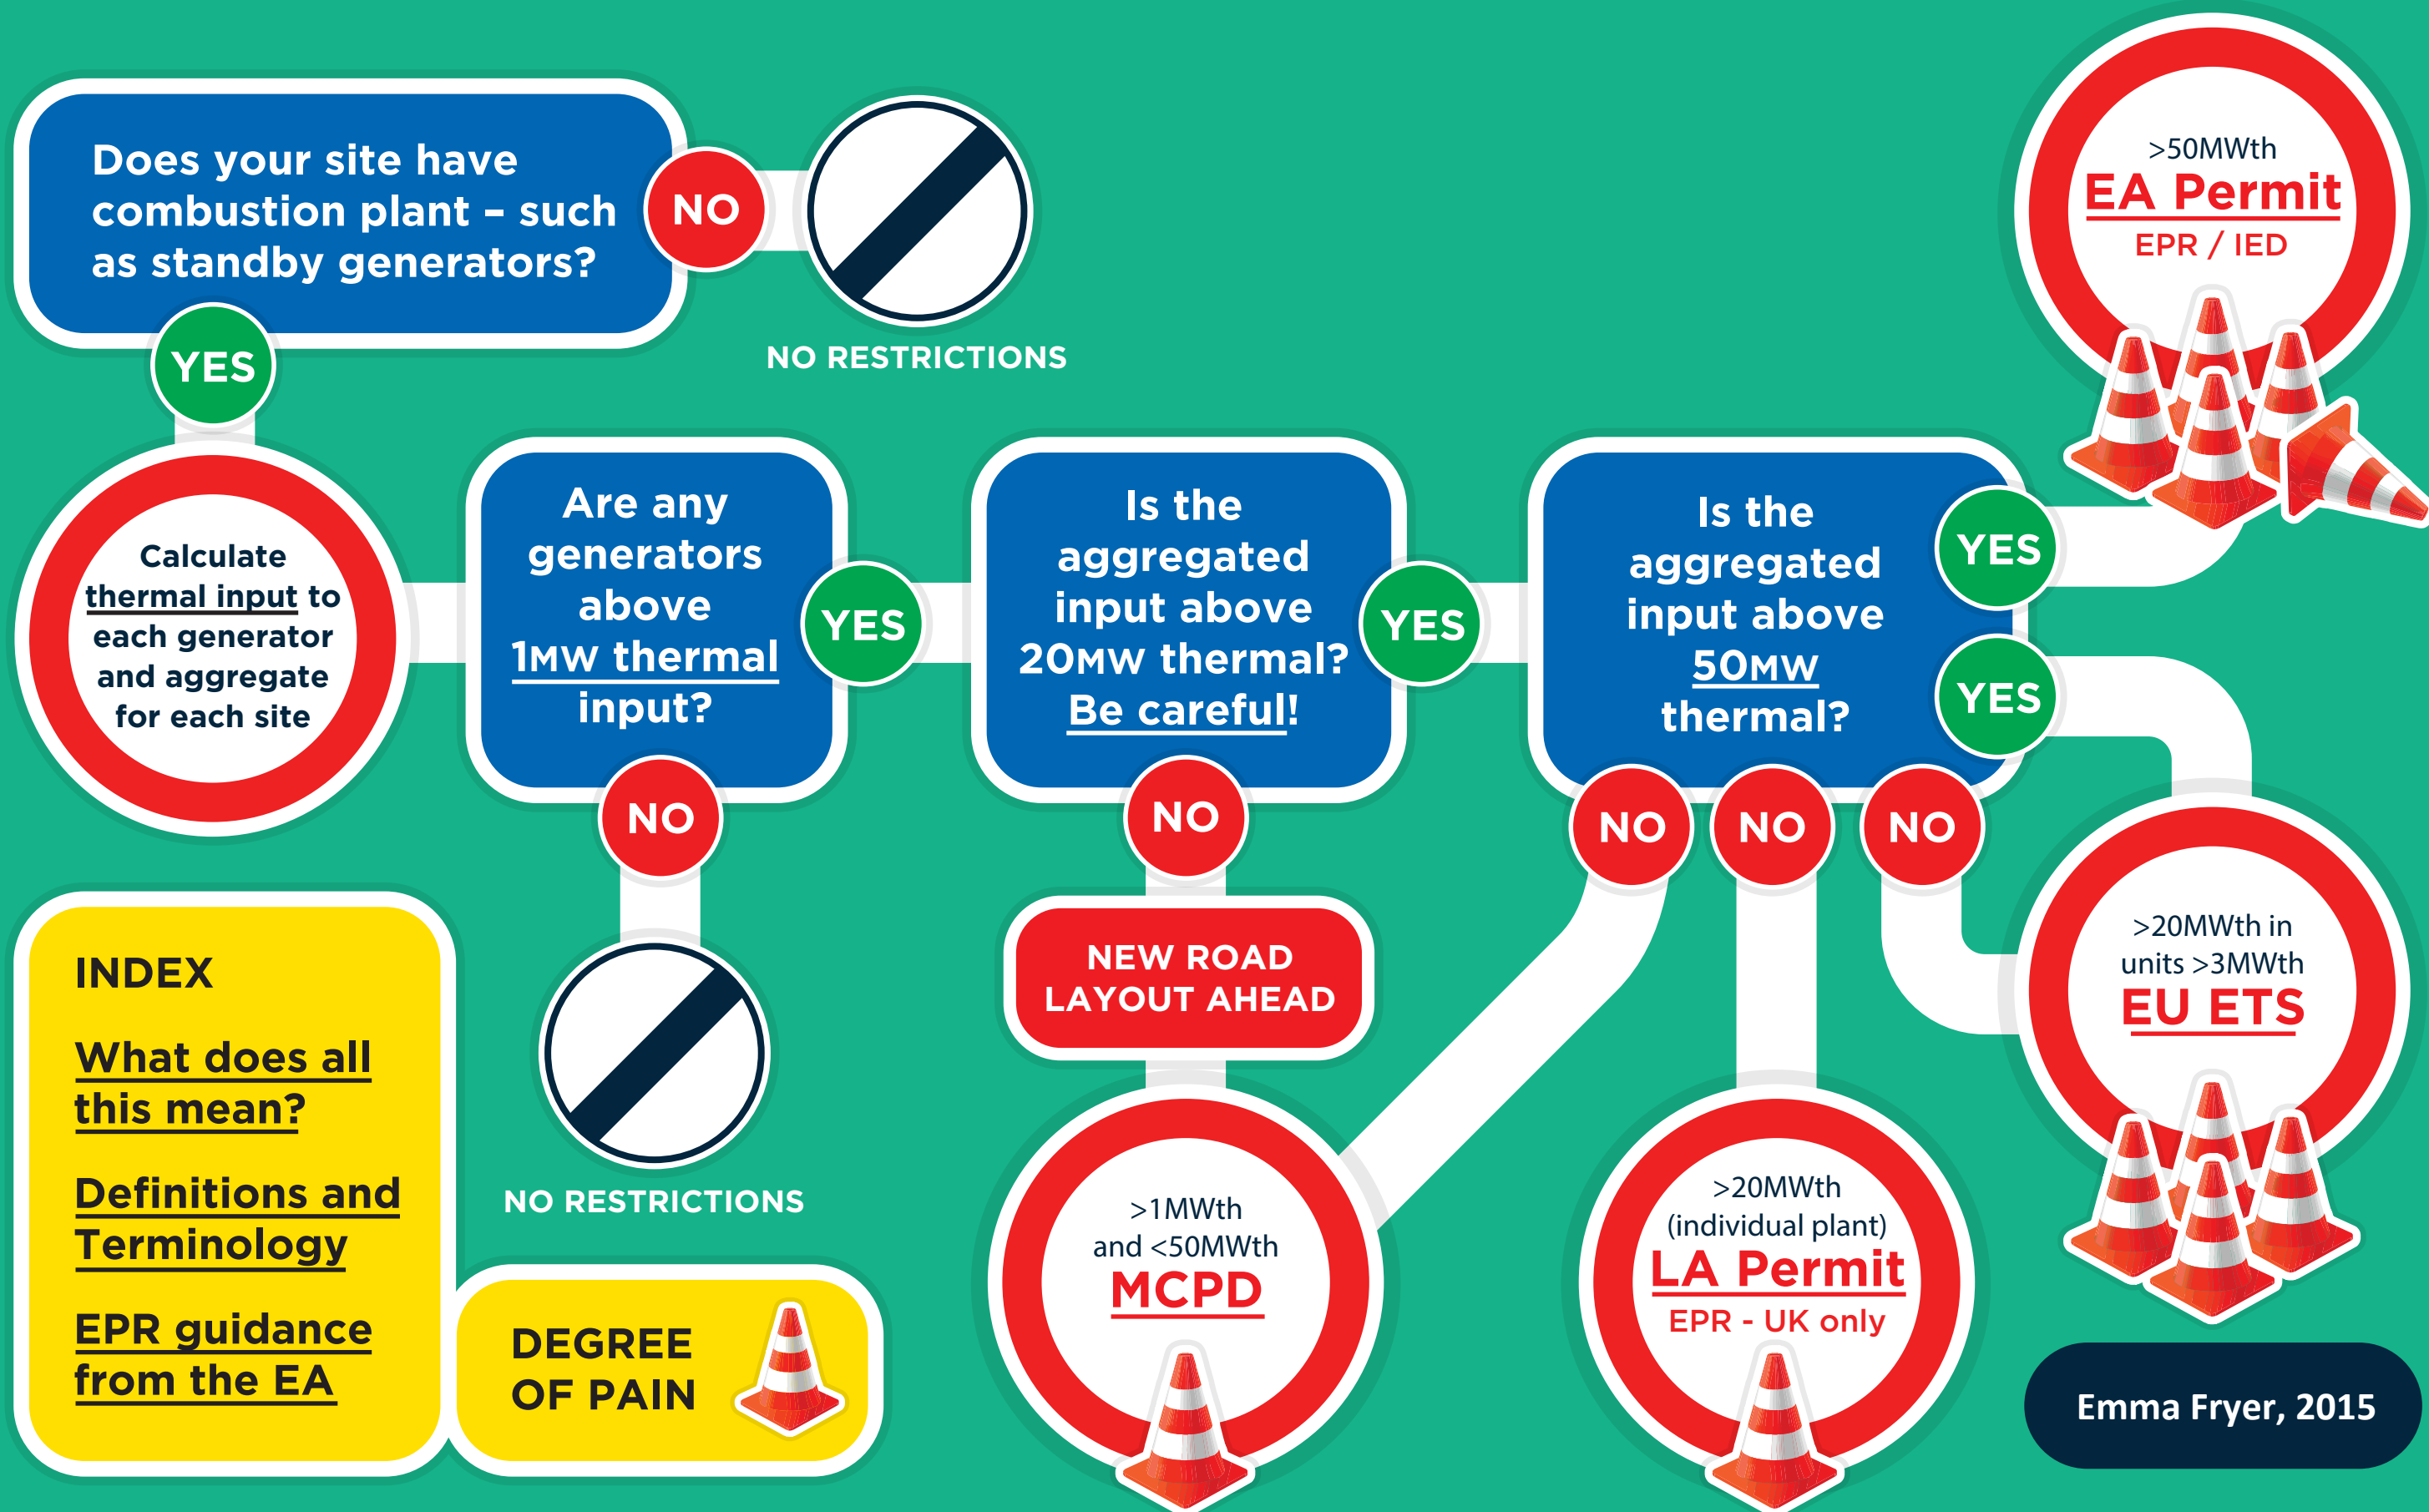 Does your site have
combustion plant – such
as standby generators?
NO
NO RESTRICTIONS
YES
Calculate
thermal input to
each generator
and aggregate
for each site
Are any
generators
above
1MW thermal
input?
YES
NO
NO RESTRICTIONS
Is the
aggregated
input above
20MW thermal?
Be careful!
YES
NO
NEW ROAD
LAYOUT AHEAD
Is the
aggregated
input above
50MW
thermal?
YES
YES
NO
NO
NO
>50MWth
EA Permit
EPR / IED
>20MWth in
units >3MWth
EU ETS
>1MWth
and <50MWth
MCPD
>20MWth
(individual plant)
LA Permit
EPR - UK only
INDEX
What does all
this mean?
Definitions and
Terminology
EPR guidance
from the EA
DEGREE
OF PAIN
Emma Fryer, 2015